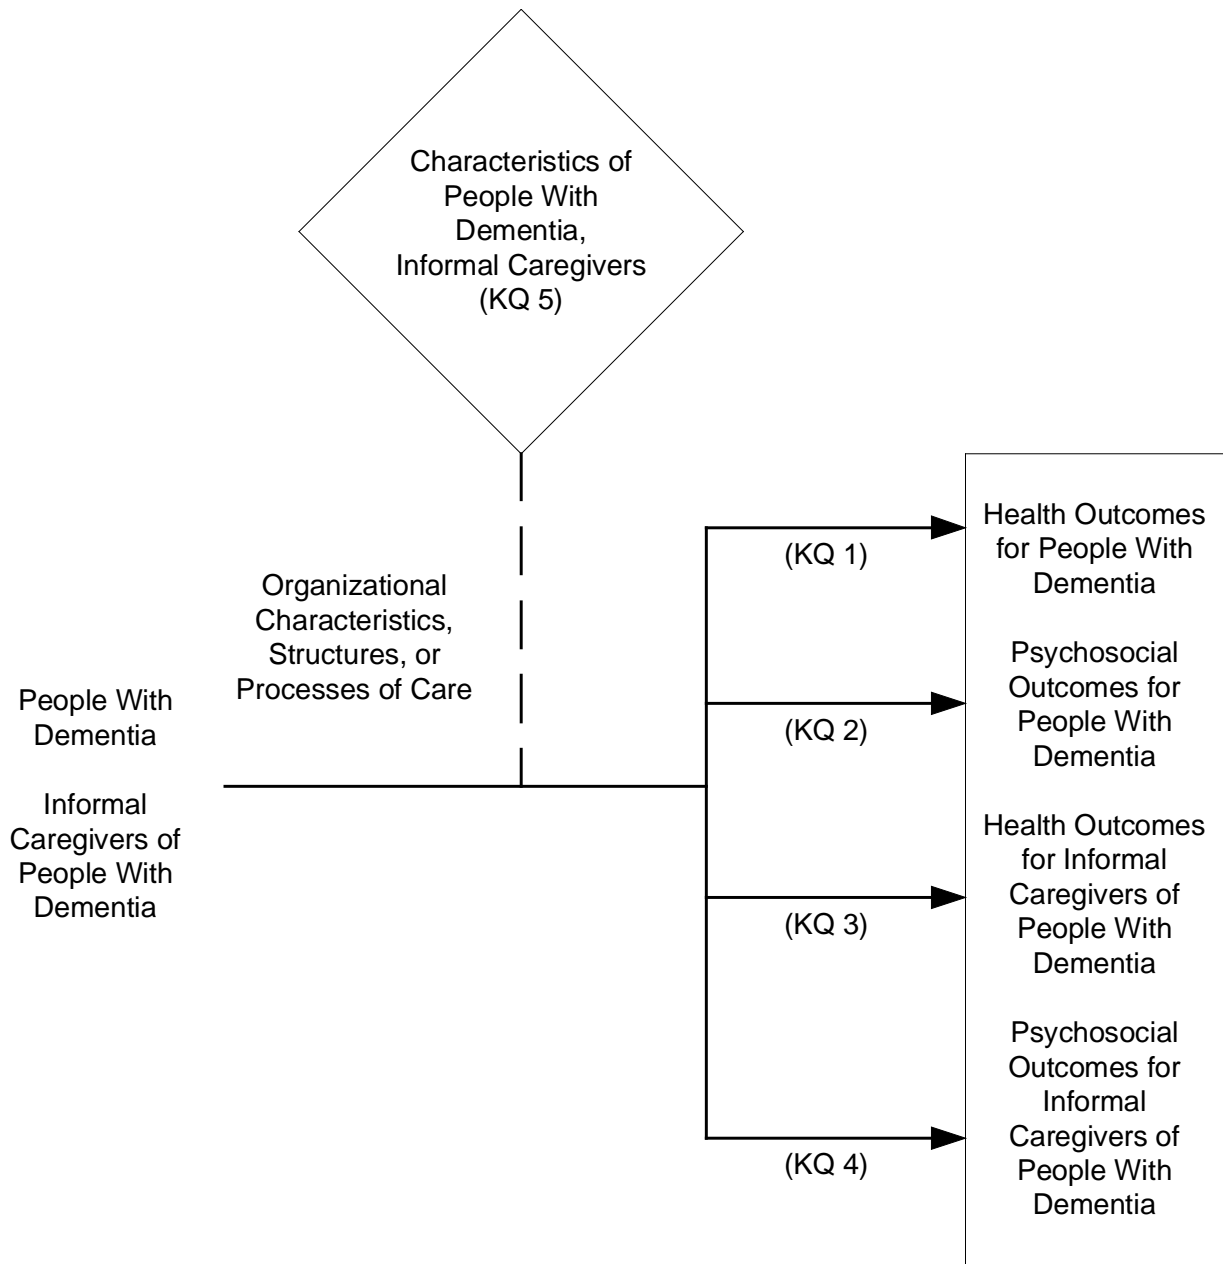 Characteristics of
People With
Dementia,
Informal Caregivers
(KQ 5)
Organizational
Characteristics,
Structures, or
Processes of Care
People With
Dementia
Informal
Caregivers of
People With
Dementia
(KQ 1)
(KQ 2)
(KQ 3)
(KQ 4)
Health Outcomes
for People With
Dementia
Psychosocial
Outcomes for
People With
Dementia
Health Outcomes
for Informal
Caregivers of
People With
Dementia
Psychosocial
Outcomes for
Informal
Caregivers of
People With
Dementia